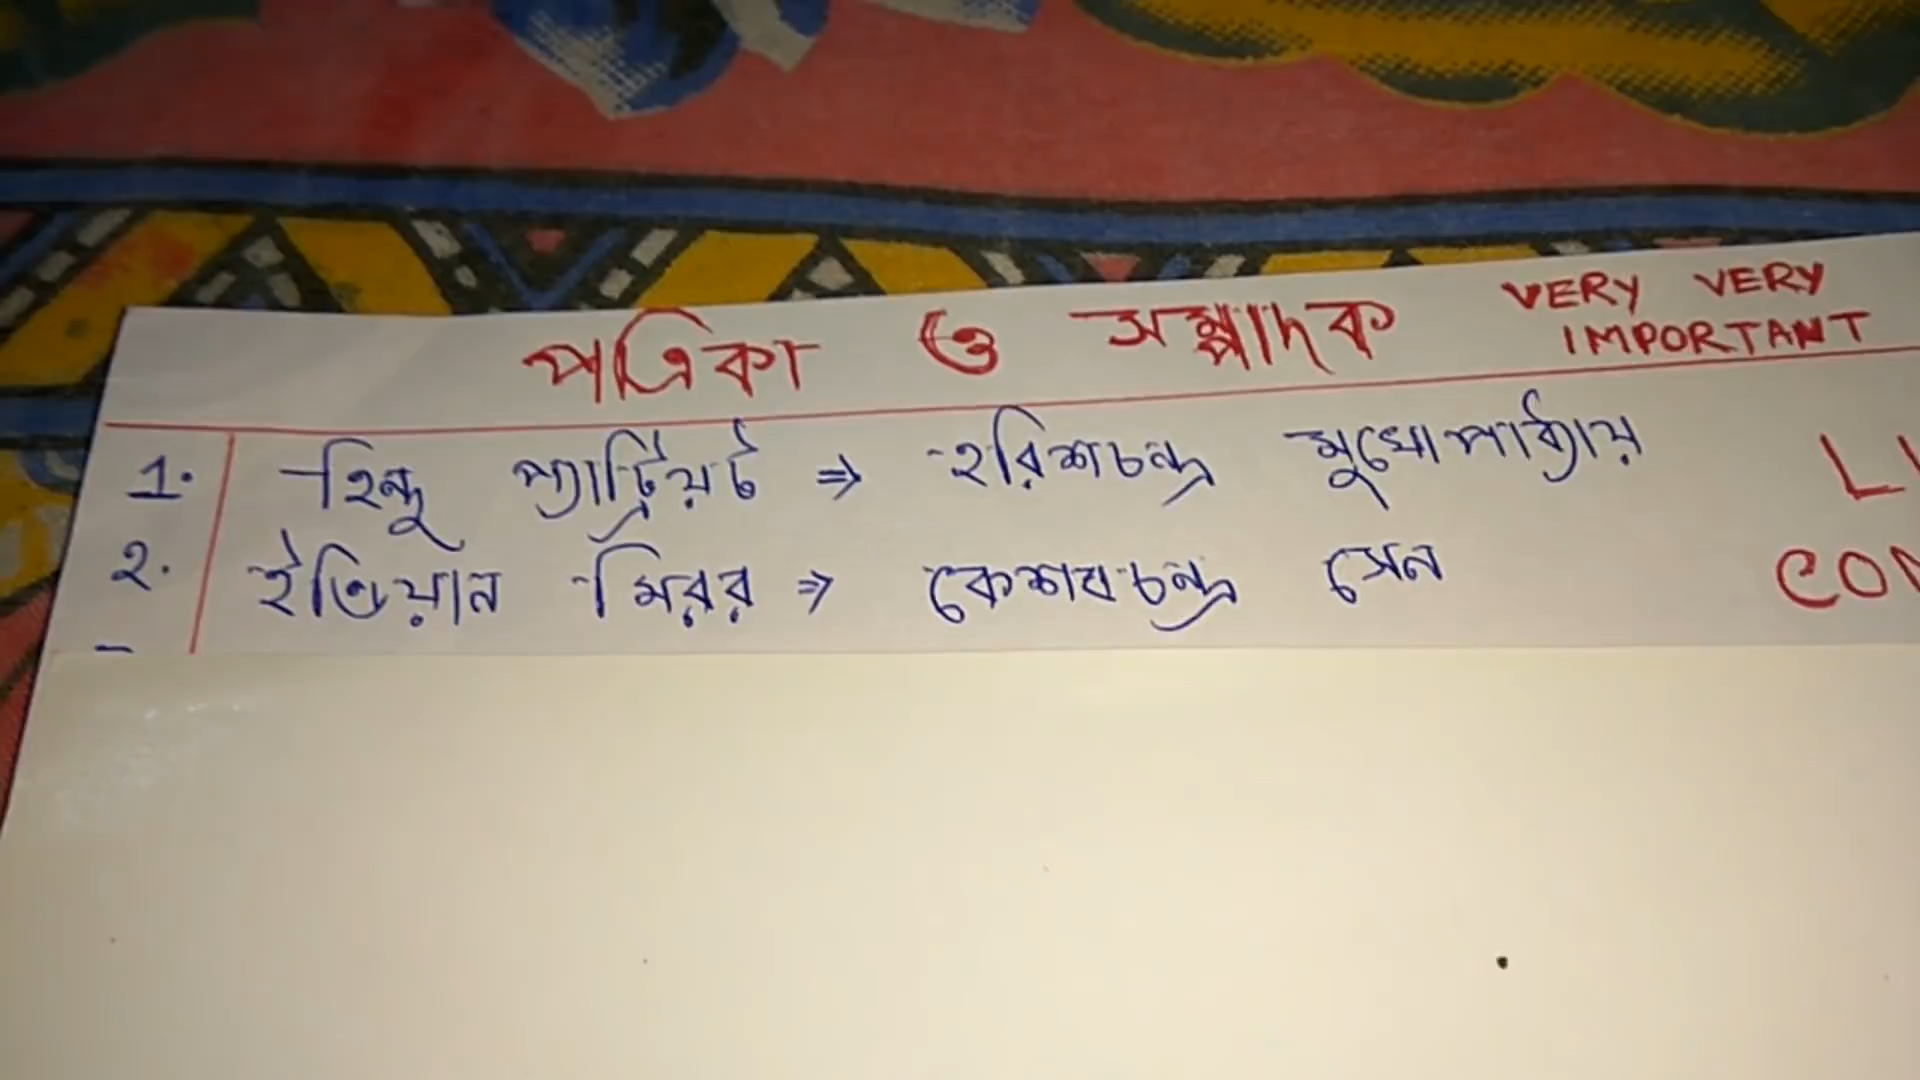 পত্রিকা ও সম্পাদক VERY VERY
IMPORTANT
1. হিন্দু প্যাট্রিয়ট ⇒ হরিশচন্দ্র মুখোপাধ্যায়
২. ইন্ডিয়ান মিরর ⇒ কেশবচন্দ্র সেন